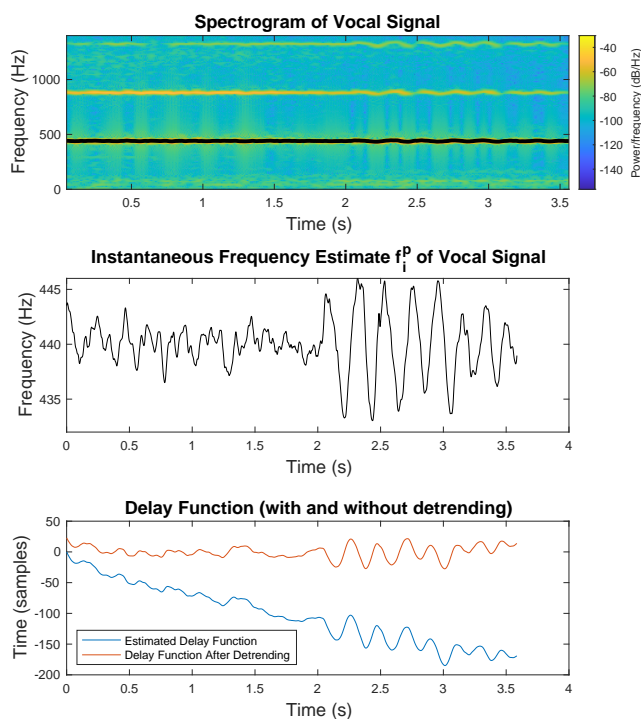 Spectrogram of Vocal Signal
1000
500
0
Frequency (Hz)
0 0.5 1 1.5 2 2.5 3 3.5
Time (s)
-40
-60
-80
-100
-120
-140
Power/frequency (dB/Hz)
Instantaneous Frequency Estimate f_i^p of Vocal Signal
445
440
435
Frequency (Hz)
0 0.5 1 1.5 2 2.5 3 3.5 4
Time (s)
Delay Function (with and without detrending)
50
0
-50
-100
-150
-200
Time (samples)
Estimated Delay Function
Delay Function After Detrending
0 0.5 1 1.5 2 2.5 3 3.5 4
Time (s)